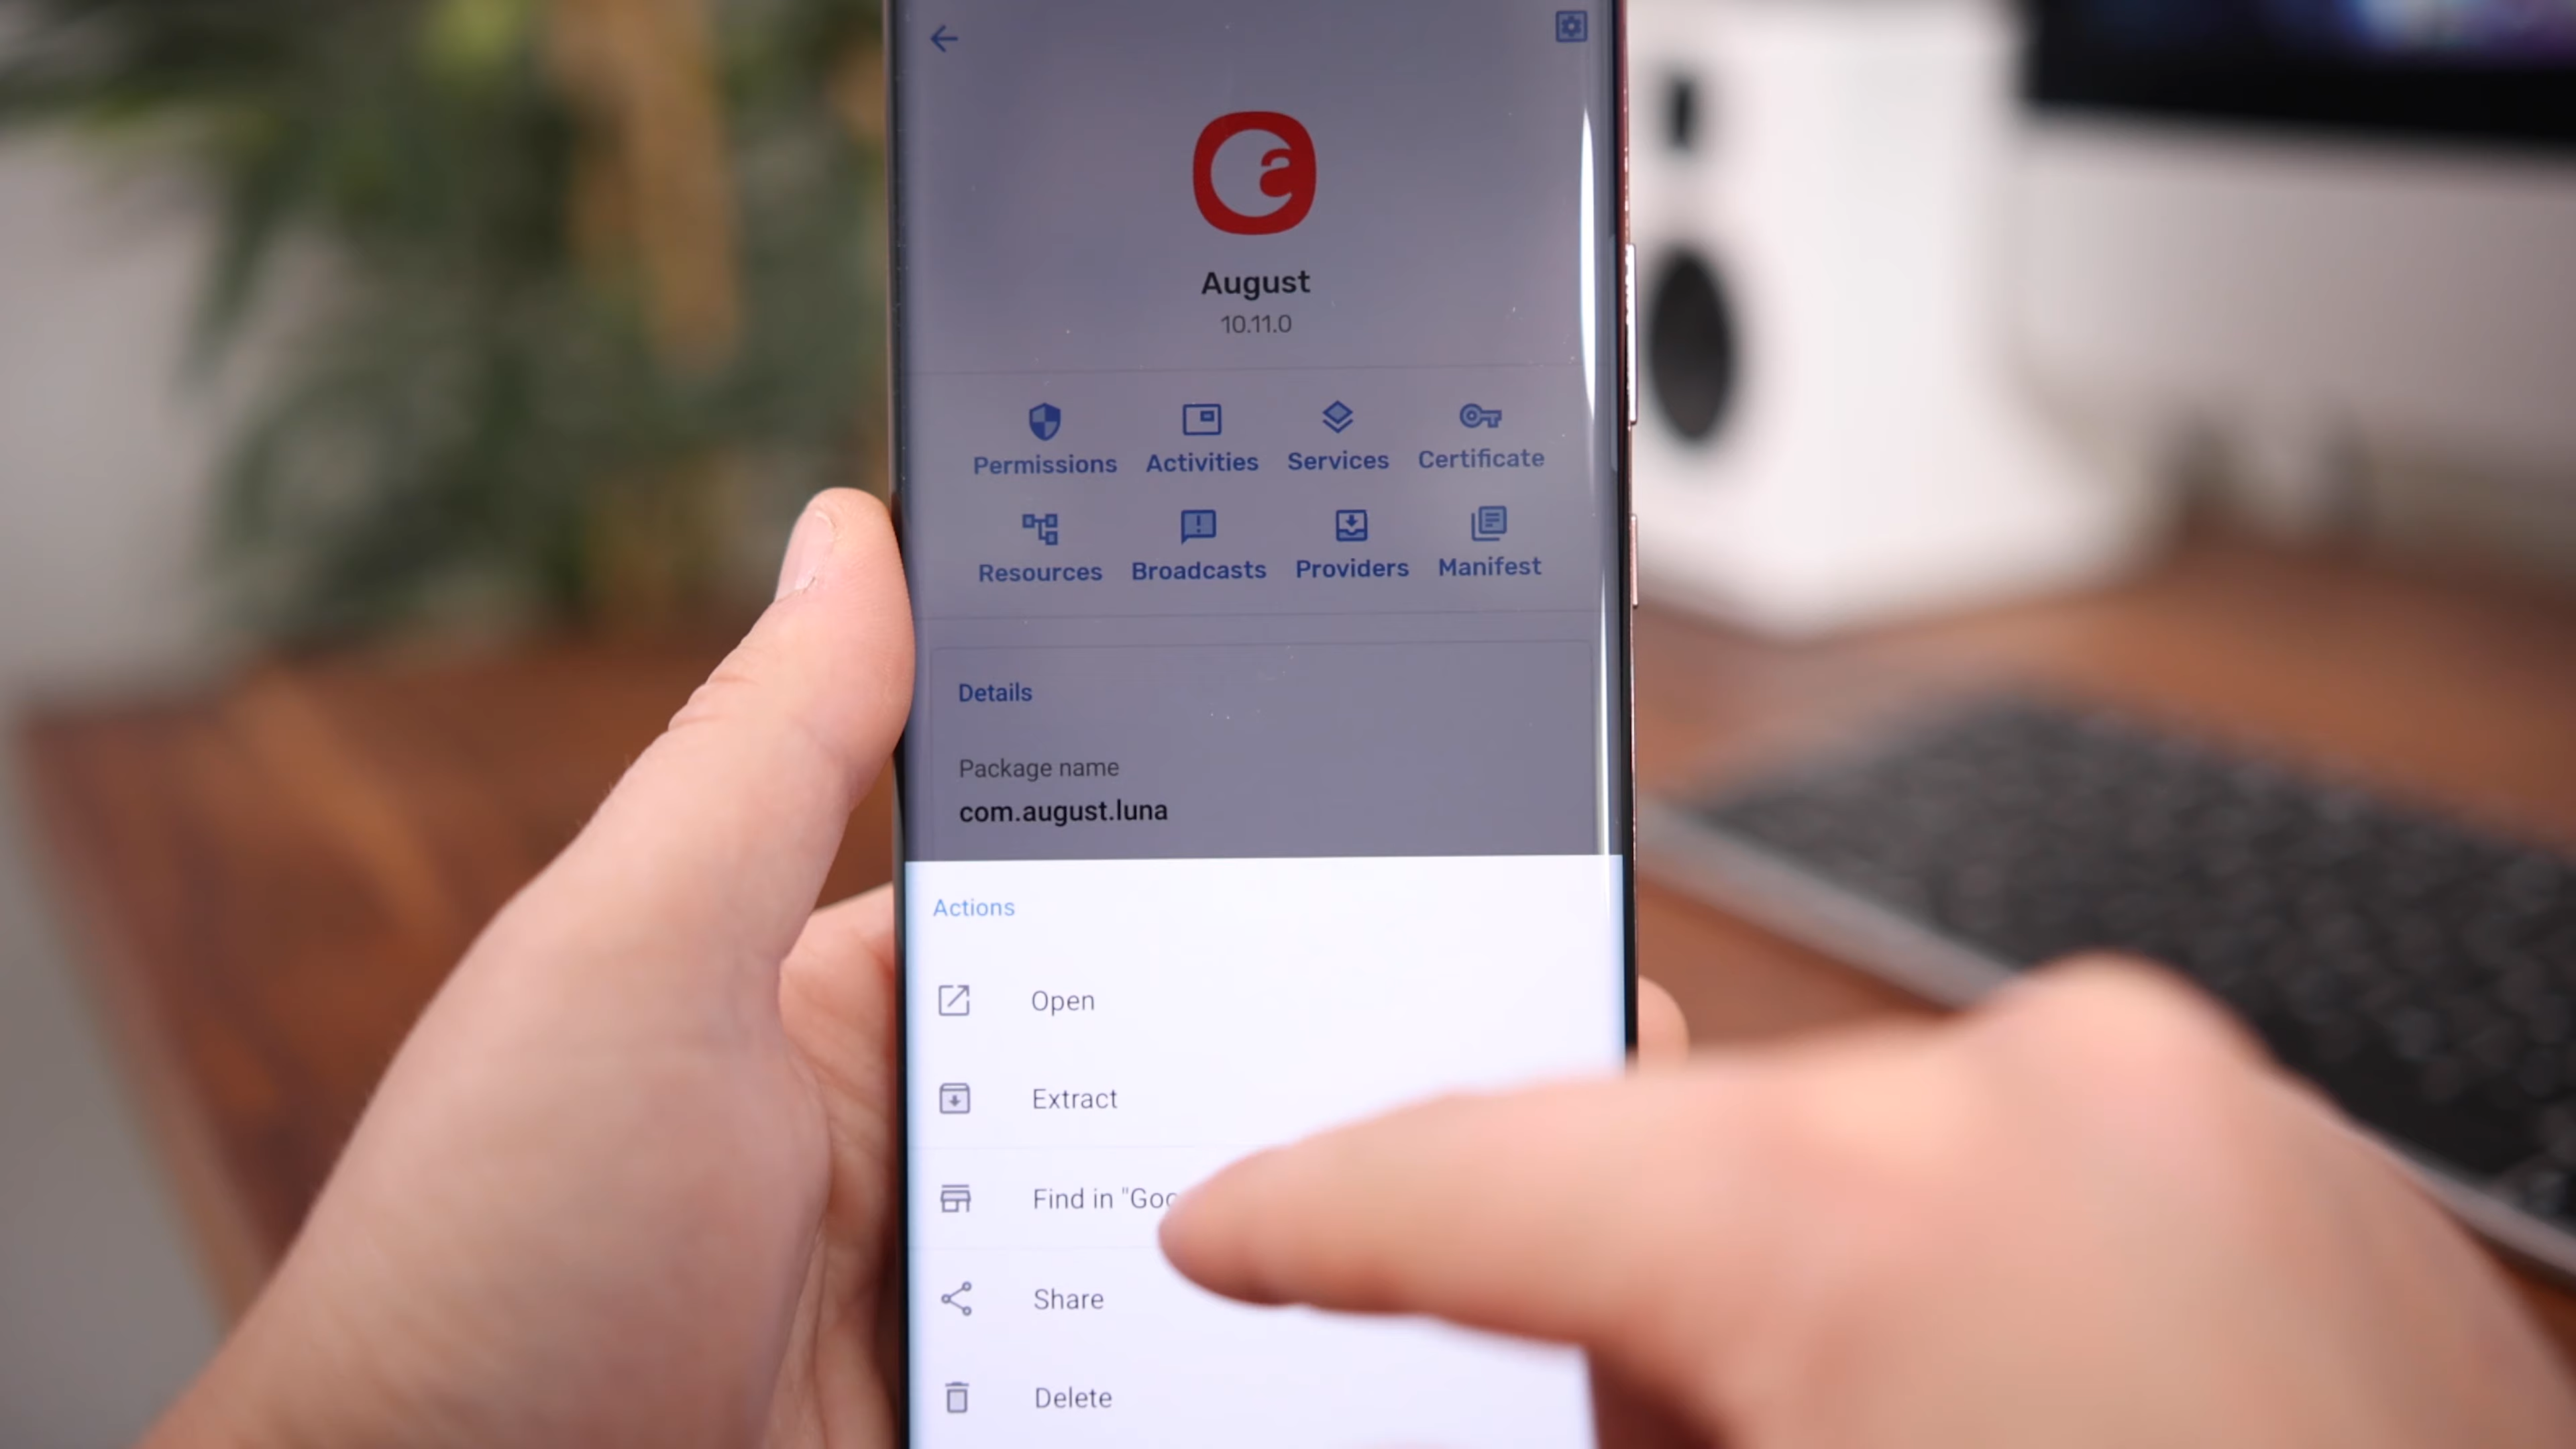 a
August
10.11.0
Permissions Activities Services Certificate
Resources Broadcasts Providers Manifest
Details
Package name
com.august.luna
Actions
Open
Extract
Find in "Goo
Share
Delete